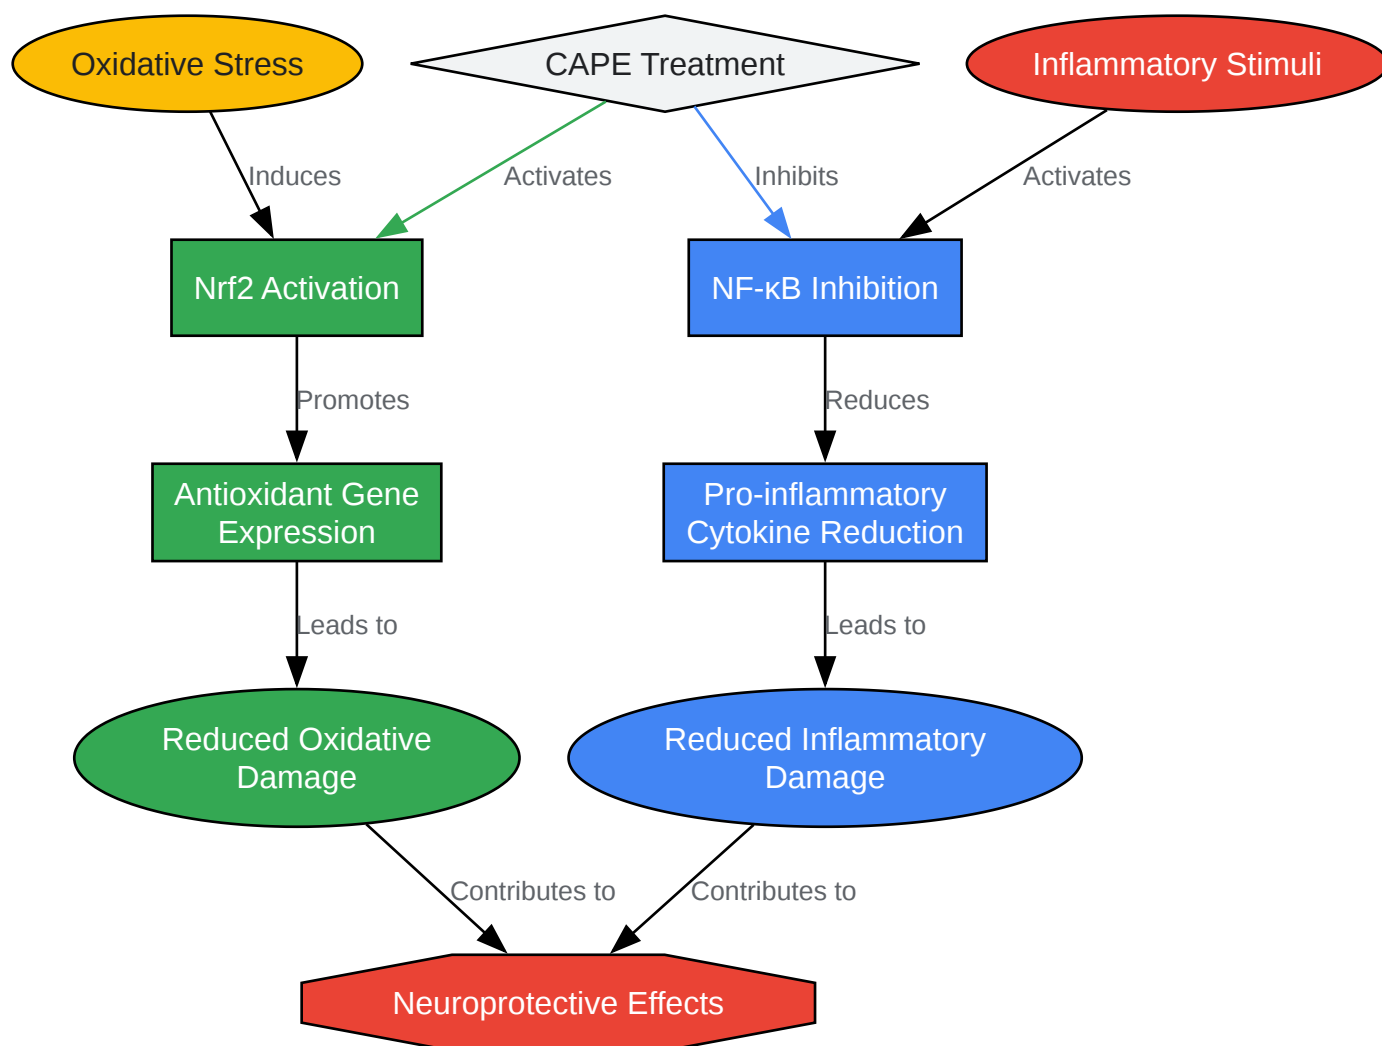 Oxidative Stress
CAPE Treatment
Inflammatory Stimuli
Induces
Activates
Inhibits
Activates
Nrf2 Activation
NF-κB Inhibition
Promotes
Reduces
Antioxidant Gene
Expression
Pro-inflammatory
Cytokine Reduction
Leads to
Leads to
Reduced Oxidative
Damage
Reduced Inflammatory
Damage
Contributes to
Contributes to
Neuroprotective Effects